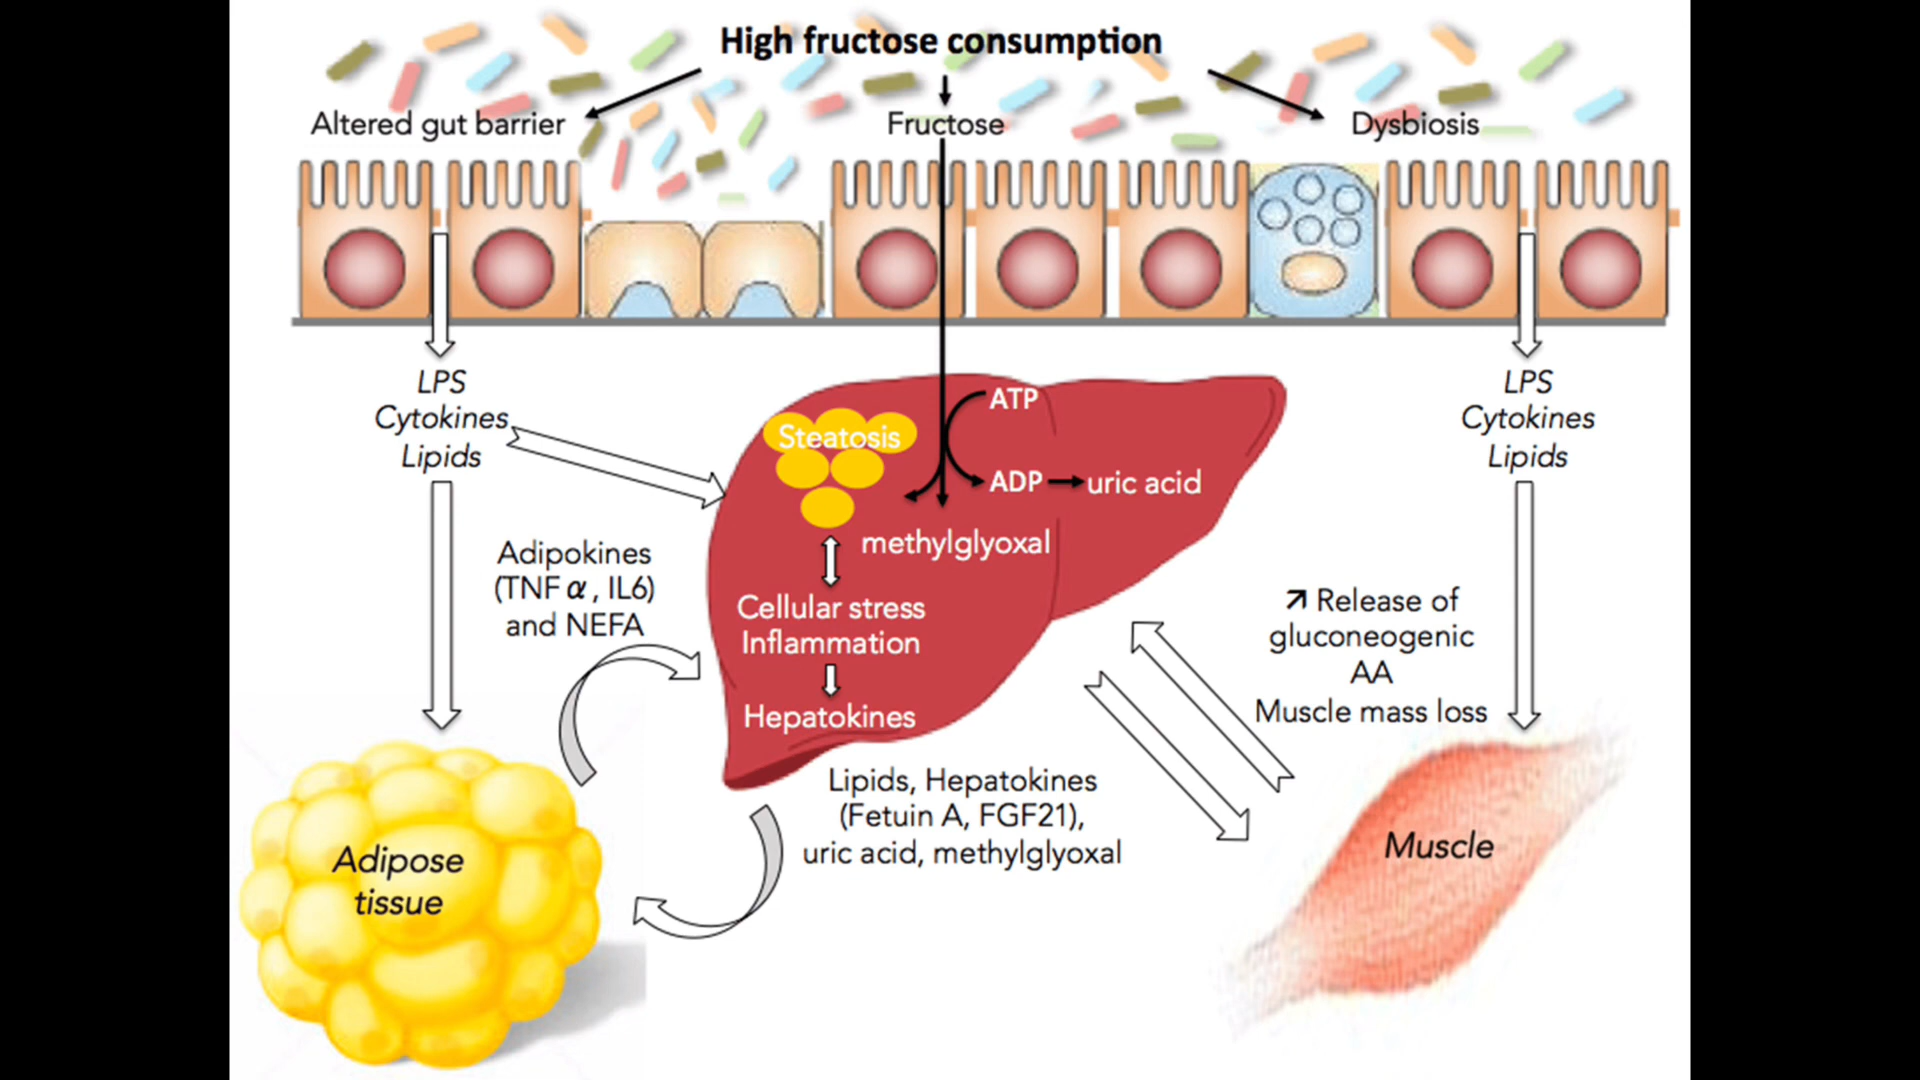 High fructose consumption
Altered gut barrier
Fructose
Dysbiosis
LPS
Cytokines
Lipids
LPS
Cytokines
Lipids
Steatosis
ATP
ADP
uric acid
methylglyoxal
Cellular stress
Inflammation
Hepatokines
Adipokines
(TNF α, IL6)
and NEFA
↗ Release of
gluconeogenic
AA
Muscle mass loss
Lipids, Hepatokines
(Fetuin A, FGF21),
uric acid, methylglyoxal
Adipose
tissue
Muscle